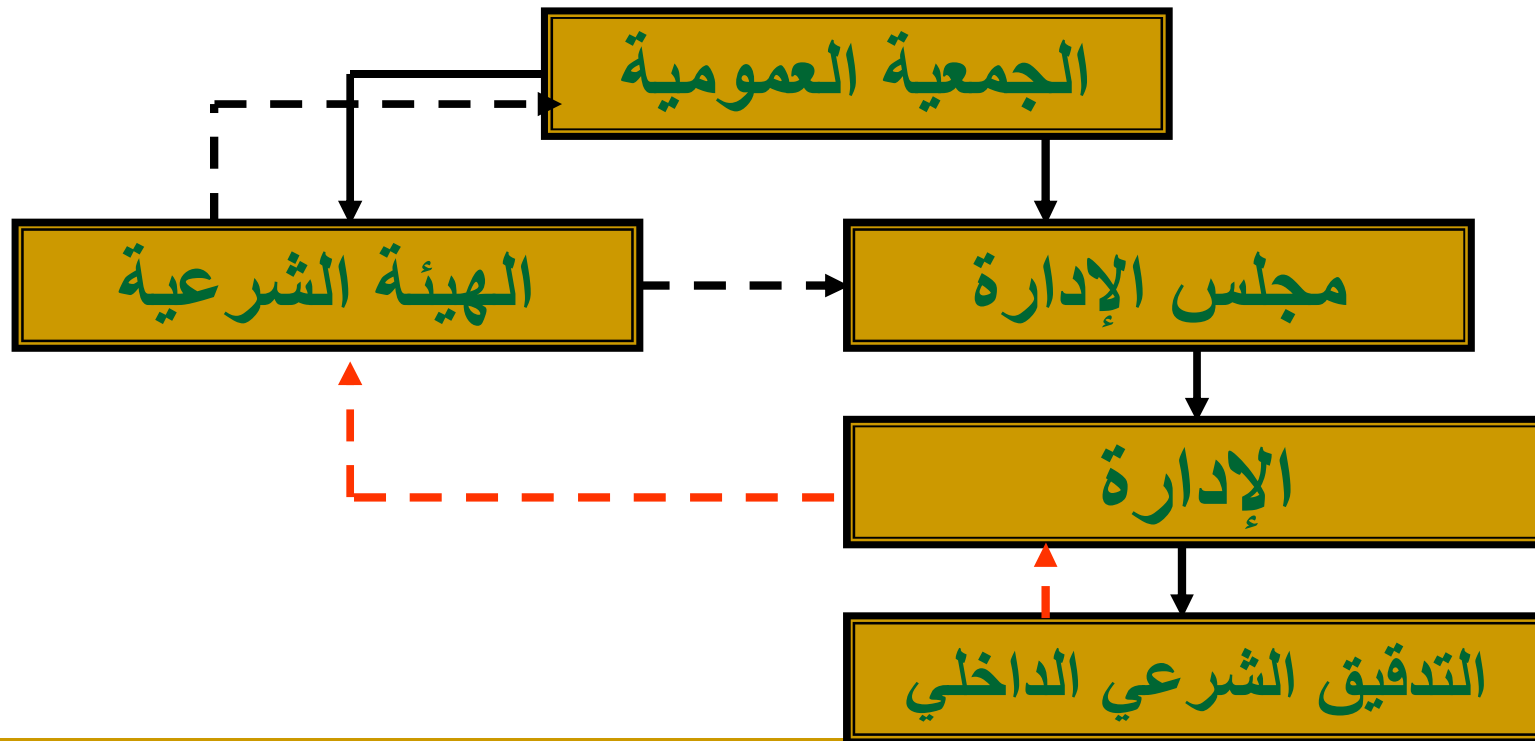 الجمعية العمومية
مجلس الإدارة
الهيئة الشرعية
الإدارة
التدقيق الشرعي الداخلي